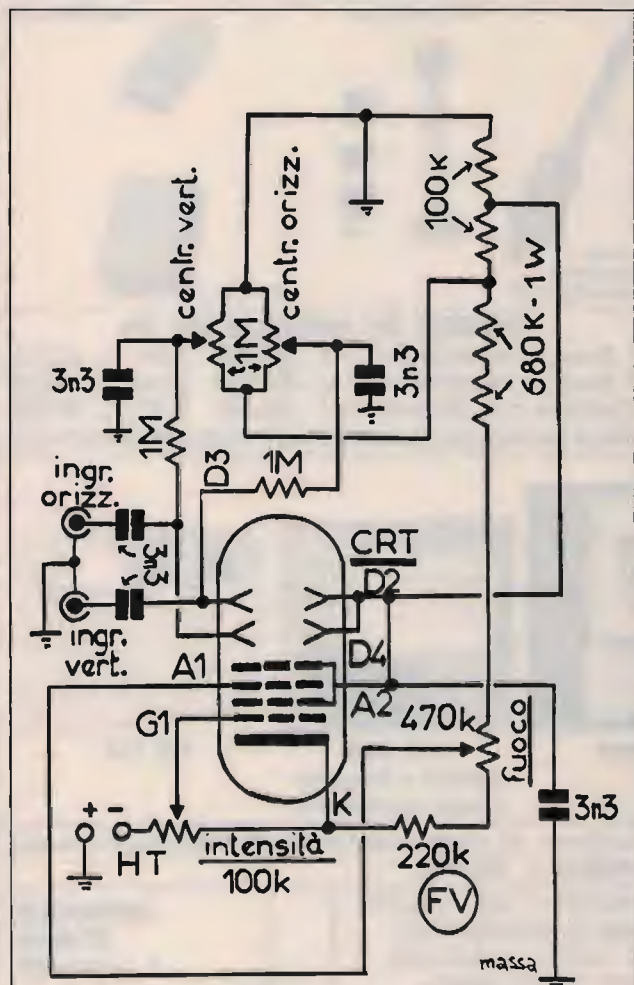 centr. vert.
centr. orizz.
100K
1M
3n3
3n3
680K-1W
1M
D3
1M
ingr.
orizz.
3n3
ingr.
vert.
CRT
D2
D4
A1
A2
G1
470k
fuoco
K
3n3
+ -
HT
intensità
100k
220k
FV
massa